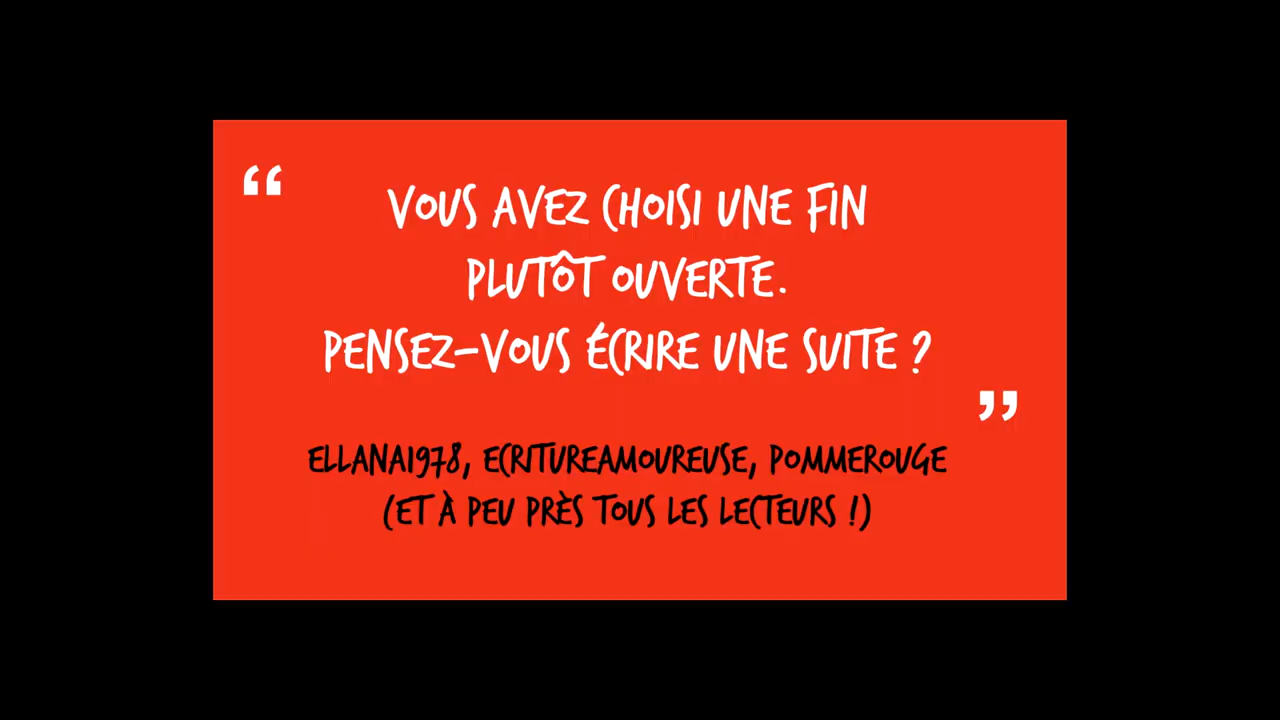 “ VOUS AVEZ CHOISI UNE FIN
PLUTÔT OUVERTE.
PENSEZ-VOUS ÉCRIRE UNE SUITE ? ”
ELLANA1978, ECRITUREAMOUREUSE, POMMEROUGE
(ET À PEU PRÈS TOUS LES LECTEURS !)